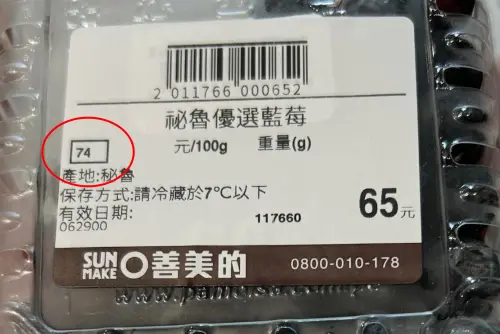 2 011766 000652
祕魯優選藍莓
74 元/100g 重量(g)
產地:秘魯
保存方式:請冷藏於7℃以下
有效日期: 117660 65元
062900
SUN MAKE 善美的 0800-010-178